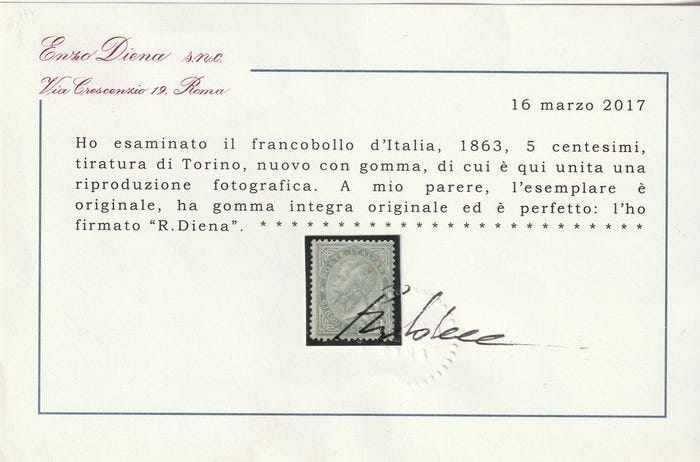 Enzo Diena s.n.c.
Via Crescenzio 19. Roma
16 marzo 2017
Ho esaminato il francobollo d'Italia, 1863, 5 centesimi,
tiratura di Torino, nuovo con gomma, di cui è qui unita una
riproduzione fotografica. A mio parere, l'esemplare è
originale, ha gomma integra originale ed è perfetto: l'ho
firmato "R.Diena". * * * * * * * * * * * * * * * * * * * * * * * * *
POSTE ITALIANE